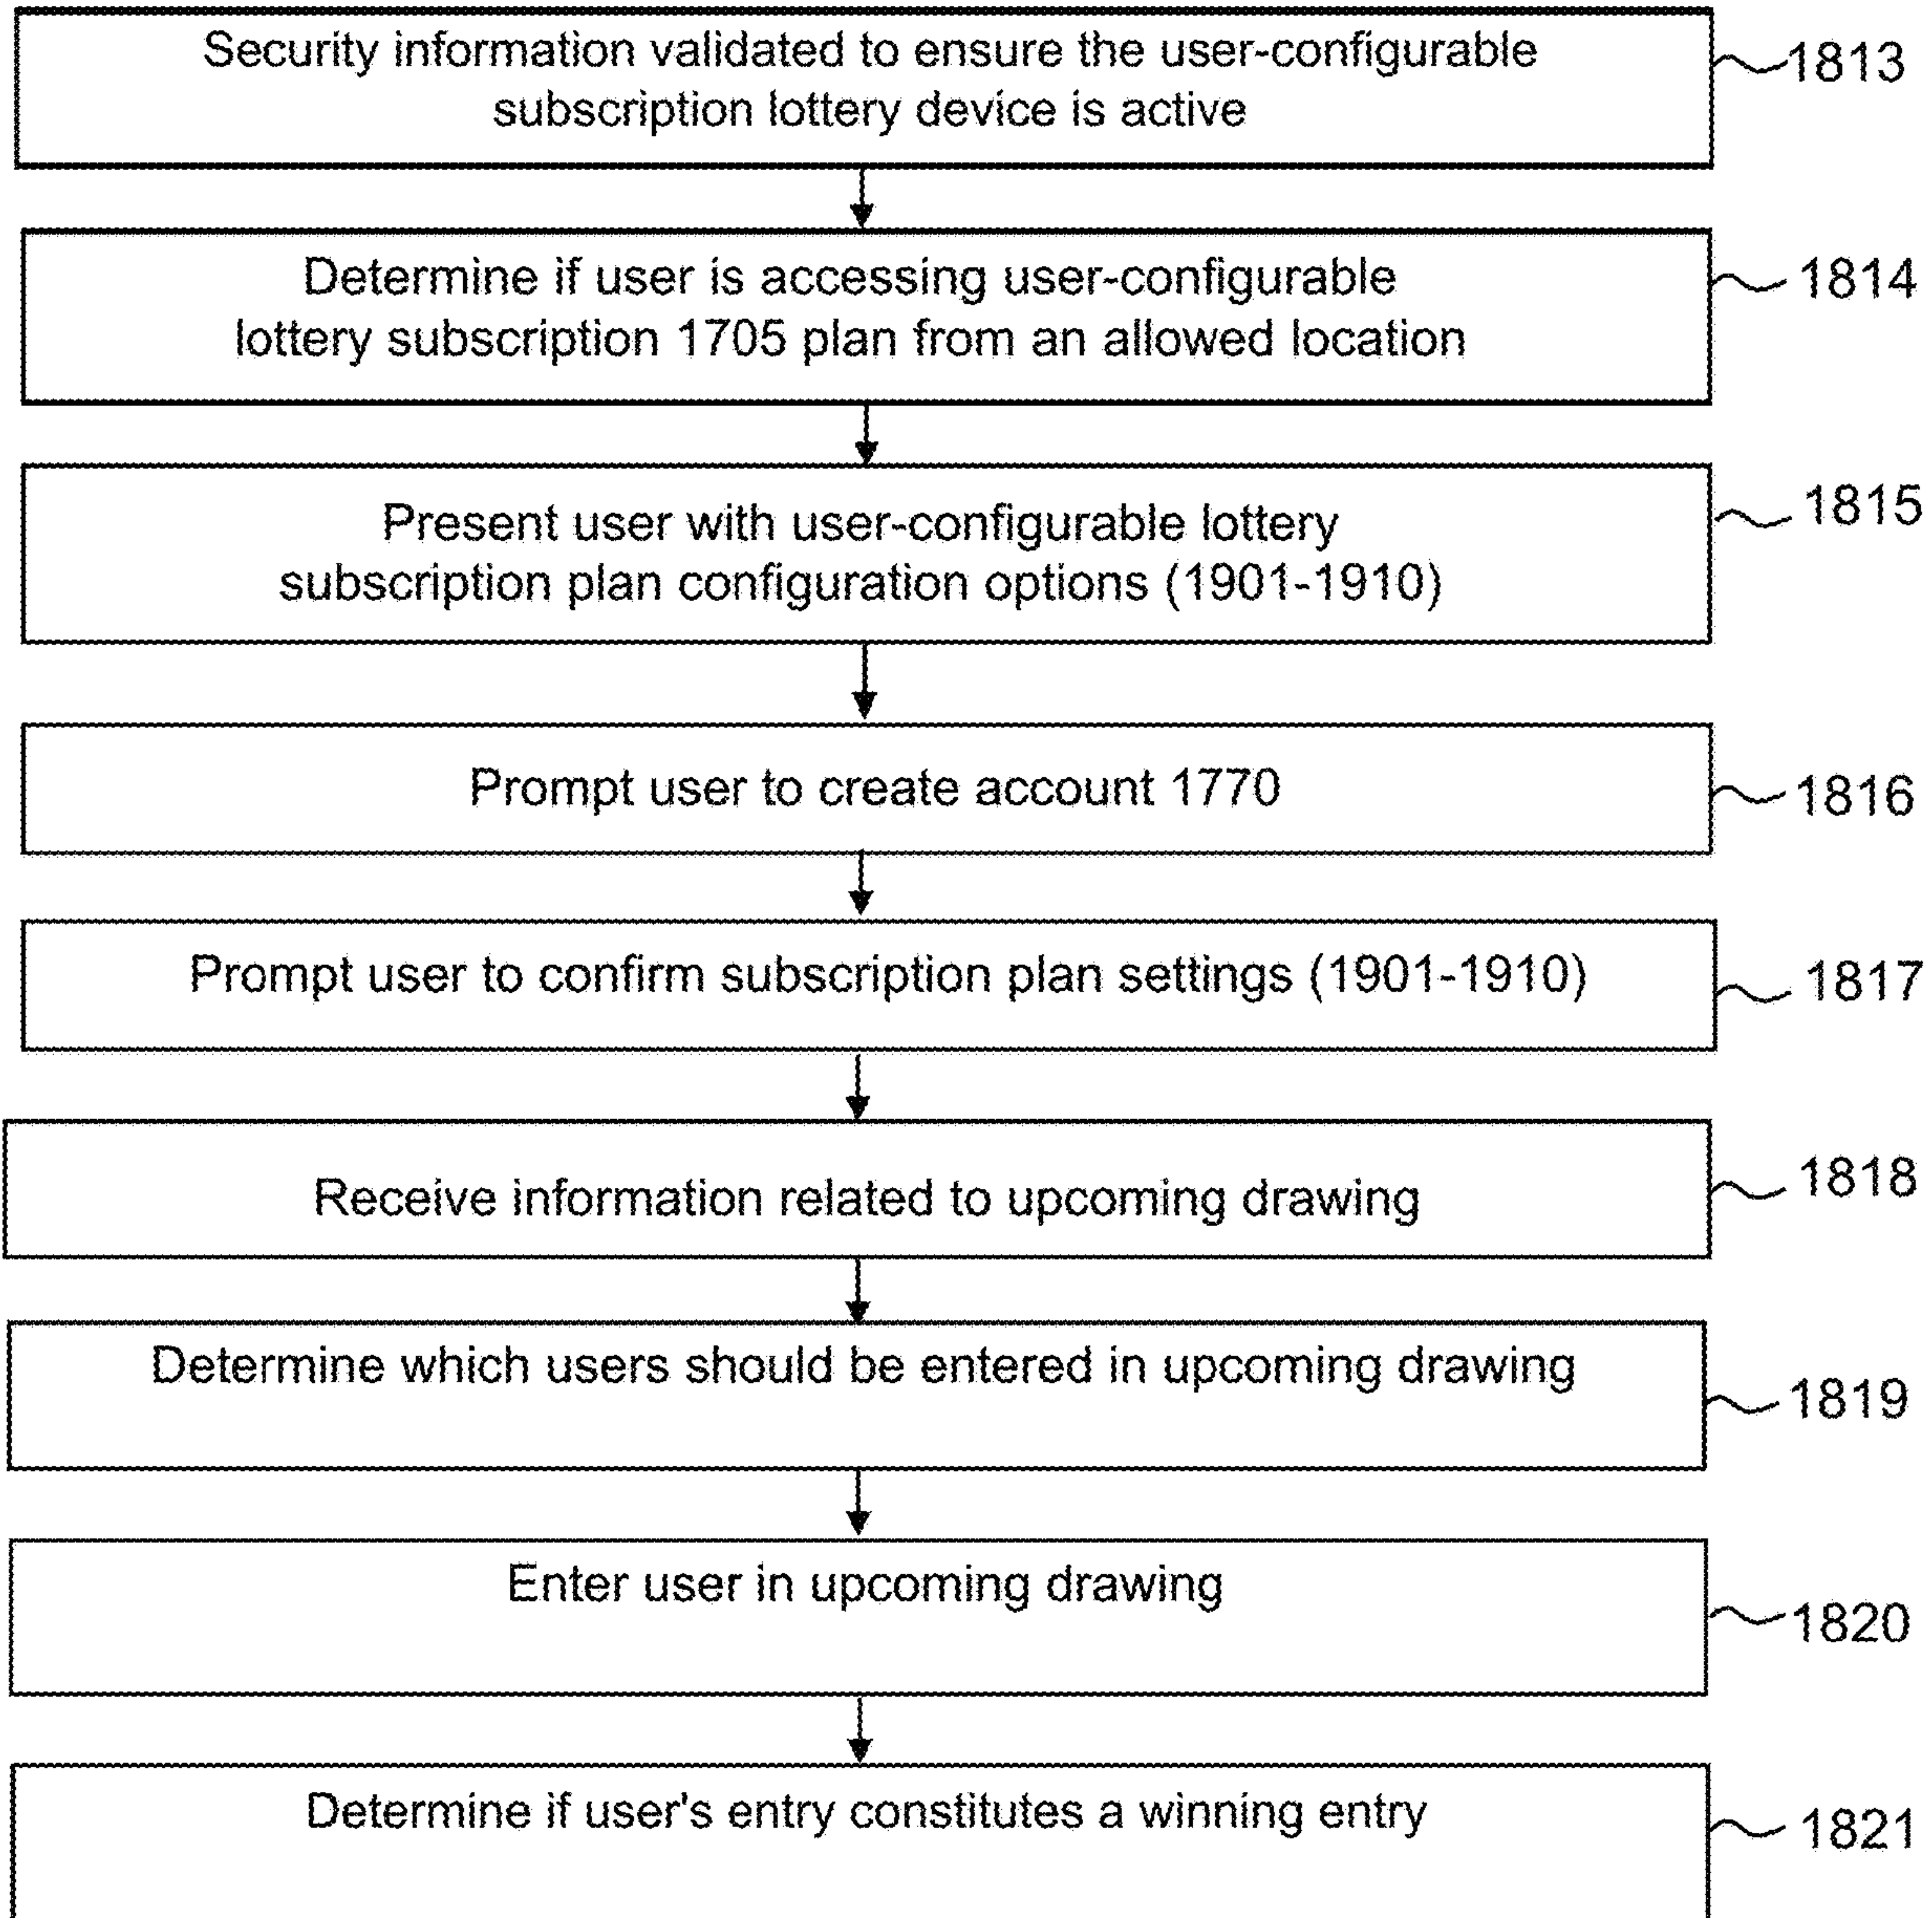 Security information validated to ensure the user-configurable
subscription lottery device is active
1813
Determine if user is accessing user-configurable
lottery subscription 1705 plan from an allowed location
1814
Present user with user-configurable lottery
subscription plan configuration options (1901-1910)
1815
Prompt user to create account 1770
1816
Prompt user to confirm subscription plan settings (1901-1910)
1817
Receive information related to upcoming drawing
1818
Determine which users should be entered in upcoming drawing
1819
Enter user in upcoming drawing
1820
Determine if user's entry constitutes a winning entry
1821